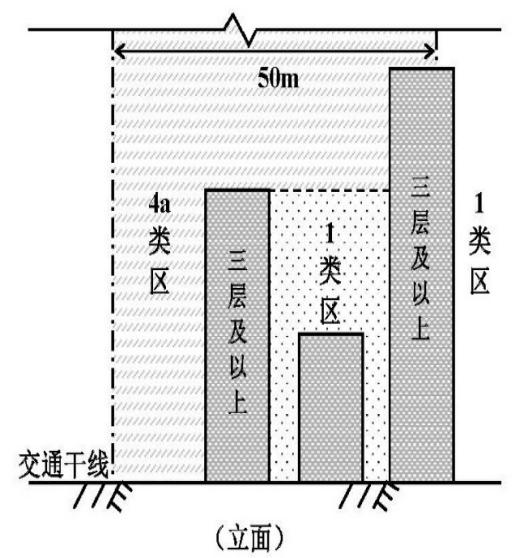 50m
4a
类
区
三
层
及
以
上
1
类
区
三
层
及
以
上
1
类
区
交通干线
（立面）